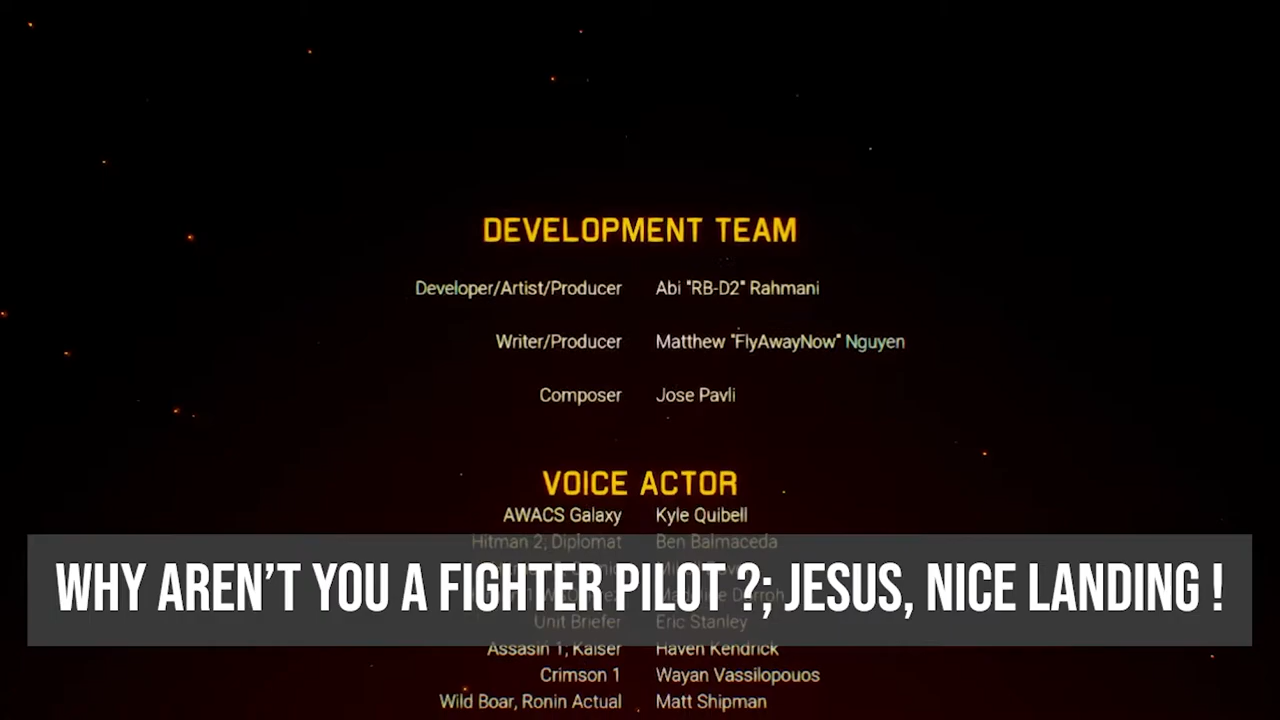 DEVELOPMENT TEAM
Developer/Artist/Producer Abi "RB-D2" Rahmani
Writer/Producer Matthew "FlyAwayNow" Nguyen
Composer Jose Pavli
VOICE ACTOR
AWACS Galaxy Kyle Quibell
Hitman 2, Diplomat Ben Balmaceda
WHY AREN’T YOU A FIGHTER PILOT ?; JESUS, NICE LANDING !
Unit Briefer Eric Stanley
Assasin 1, Kaiser Haven Kendrick
Crimson 1 Wayan Vassilopouos
Wild Boar, Ronin Actual Matt Shipman